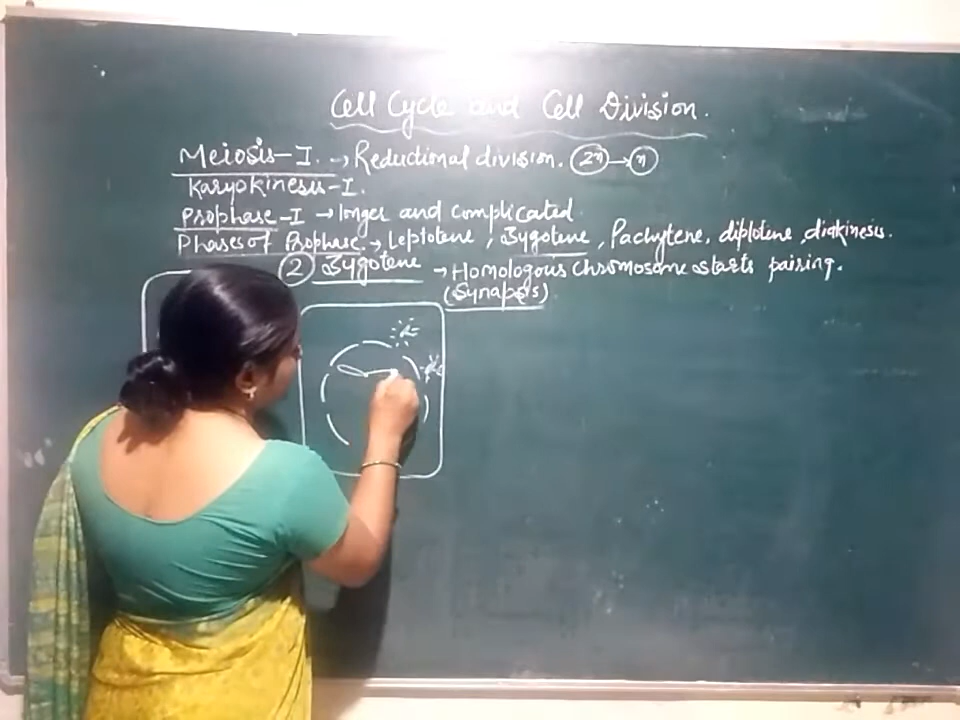 Cell Cycle and Cell Division.
Meiosis-I. → Reductional division. 2n → n
Karyokinesis-I.
Prophase-I → longer and complicated
Phases of Prophase. → Leptotene, Zygotene, Pachytene, diplotene, diakinesis.
2 Zygotene → Homologous chromosome starts pairing.
(Synapsis)